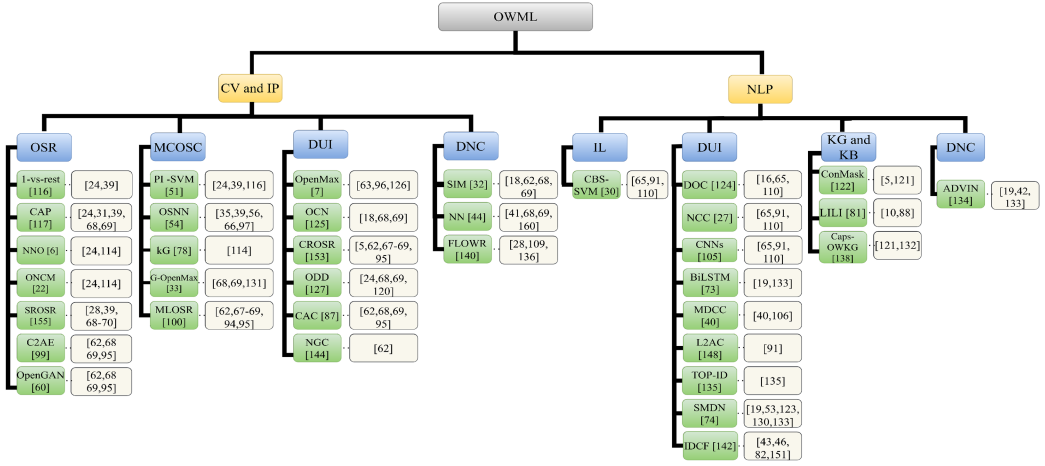 OWML
CV and IP
NLP
OSR
MCOSC
DUI
DNC
IL
DUI
KG and
KB
DNC
1-vs-rest
[116]
[24,39]
CAP
[117]
[24,31,39,
68,69]
NNO [6]
[24,114]
ONCM
[22]
[24,114]
SROSR
[155]
[28,39,
68-70]
C2AE
[99]
[62,68
69,95]
OpenGAN
[60]
[62,68
69,95]
PI -SVM
[51]
[24,39,116]
OSNN
[54]
[35,39,56,
66,97]
kG [78]
[114]
G-OpenMax
[33]
[68,69,131]
MLOSR
[100]
[62,67-69,
94,95]
OpenMax
[7]
[63,96,126]
OCN
[125]
[18,68,69]
CROSR
[153]
[5,62,67-69,
95]
ODD
[127]
[24,68,69,
120]
CAC [87]
[62,68,69,
95]
NGC
[144]
[62]
SIM [32]
[18,62,68,
69]
NN [44]
[41,68,69,
160]
FLOWR
[140]
[28,109,
136]
CBS-
SVM [30]
[65,91,
110]
DOC [124]
[16,65,
110]
NCC [27]
[65,91,
110]
CNNs
[105]
[65,91,
110]
BiLSTM
[73]
[19,133]
MDCC
[40]
[40,106]
L2AC
[148]
[91]
TOP-ID
[135]
[135]
SMDN
[74]
[19,53,123,
130,133]
IDCF [142]
[43,46,
82,151]
ConMask
[122]
[5,121]
LILI [81]
[10,88]
Caps-
OWKG
[138]
[121,132]
ADVIN
[134]
[19,42,
133]